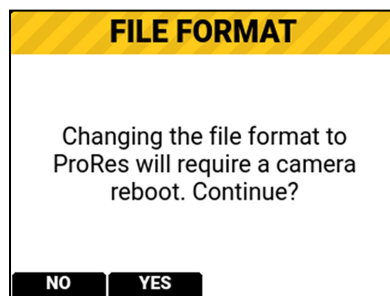 FILE FORMAT
Changing the file format to
ProRes will require a camera
reboot. Continue?
NO YES